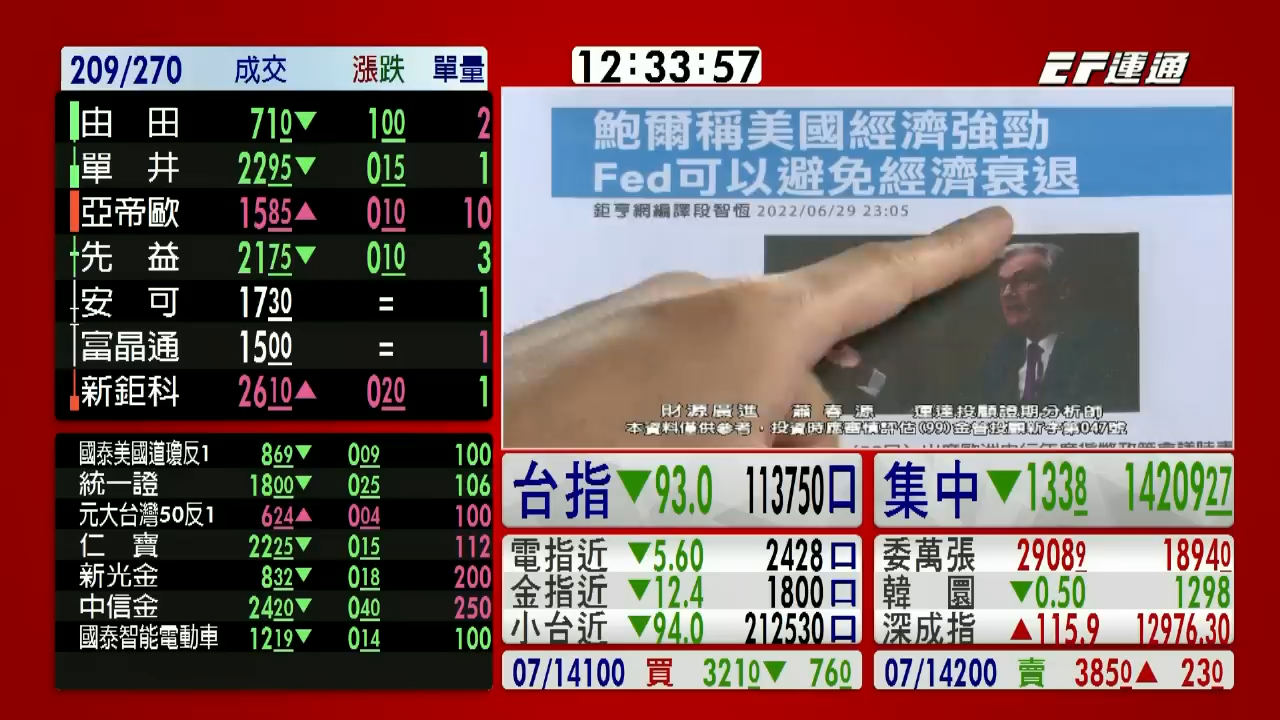 209/270 成交 漲跌 單量
由田 710▼ 100 2
單井 2295▼ 015 1
亞帝歐 1585▲ 010 10
先益 2175▼ 010 3
安可 1730 = 1
富晶通 1500 = 1
新鉅科 2610▲ 020 1
國泰美國道瓊反1 869▼ 009 100
統一證 1800▼ 025 106
元大台灣50反1 624▲ 004 100
仁寶 2225▼ 015 112
新光金 832▼ 018 200
中信金 2420▼ 040 250
國泰智能電動車 1219▼ 014 100
12:33:57
EF運通
鮑爾稱美國經濟強勁
Fed可以避免經濟衰退
鉅亨網編譯段智恆 2022/06/29 23:05
財源廣進 蕭春源 運達投顧證期分析師
本資料僅供參考,投資時應審慎評估(99)金管投顧新字第047號
台指▼93.0 113750口
電指近 ▼5.60 2428口
金指近 ▼12.4 1800口
小台近 ▼94.0 212530口
07/14100 買 3210▼ 760
集中▼1338 1420927
委萬張 29089 18940
韓國 ▼0.50 1298
深成指 ▲115.9 12976.30
07/14200 賣 3850▲ 230